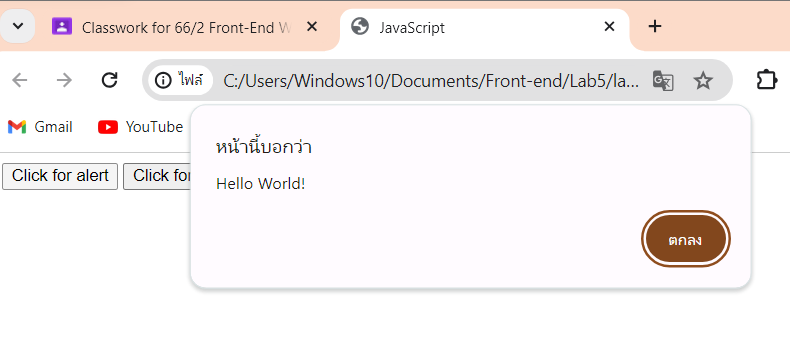 Classwork for 66/2 Front-End W
JavaScript
ไฟล์
C:/Users/Windows10/Documents/Front-end/Lab5/la...
Gmail
YouTube
หน้านี้บอกว่า
Hello World!
ตกลง
Click for alert
Click for